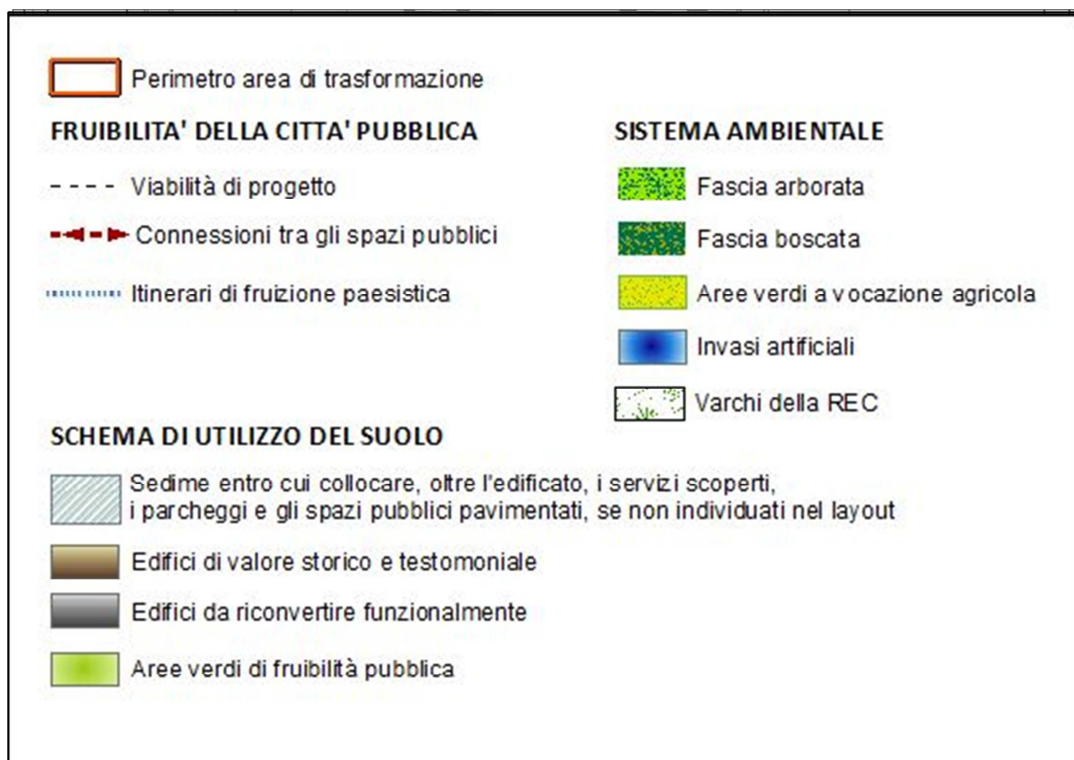 Perimetro area di trasformazione
FRUIBILITA' DELLA CITTA' PUBBLICA
Viabilità di progetto
Connessioni tra gli spazi pubblici
Itinerari di fruizione paesistica
SISTEMA AMBIENTALE
Fascia arborata
Fascia boscata
Aree verdi a vocazione agricola
Invasi artificiali
Varchi della REC
SCHEMA DI UTILIZZO DEL SUOLO
Sedime entro cui collocare, oltre l'edificato, i servizi scoperti,
i parcheggi e gli spazi pubblici pavimentati, se non individuati nel layout
Edifici di valore storico e testimoniale
Edifici da riconvertire funzionalmente
Aree verdi di fruibilità pubblica